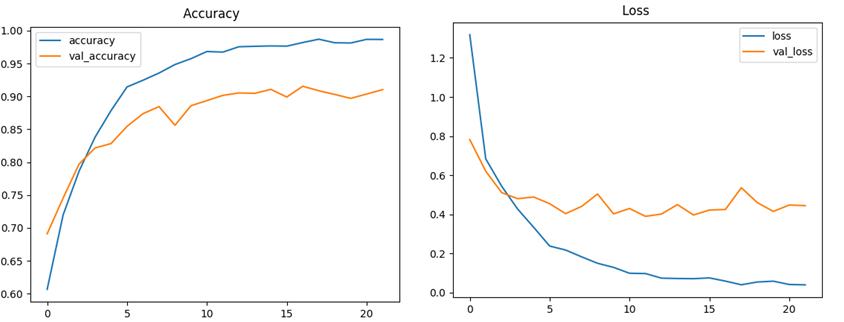 Accuracy
1.00
0.95
0.90
0.85
0.80
0.75
0.70
0.65
0.60
accuracy
val_accuracy
0 5 10 15 20
Loss
1.2
1.0
0.8
0.6
0.4
0.2
0.0
loss
val_loss
0 5 10 15 20